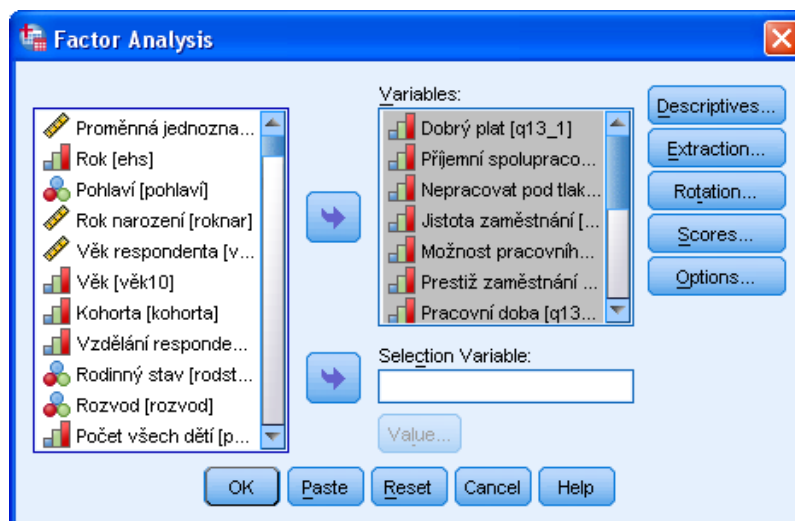 Factor Analysis
Proměnná jednozna...
Rok [ehs]
Pohlaví [pohlaví]
Rok narození [roknar]
Věk respondenta [v...
Věk [věk10]
Kohorta [kohorta]
Vzdělání responde...
Rodinný stav [rodst...
Rozvod [rozvod]
Počet všech dětí [p...
Variables:
Dobrý plat [q13_1]
Příjemní spolupraco...
Nepracovat pod tlak...
Jistota zaměstnání [...
Možnost pracovníh...
Prestiž zaměstnání ...
Pracovní doba [q13...
Selection Variable:
Value...
Descriptives...
Extraction...
Rotation...
Scores...
Options...
OK
Paste
Reset
Cancel
Help